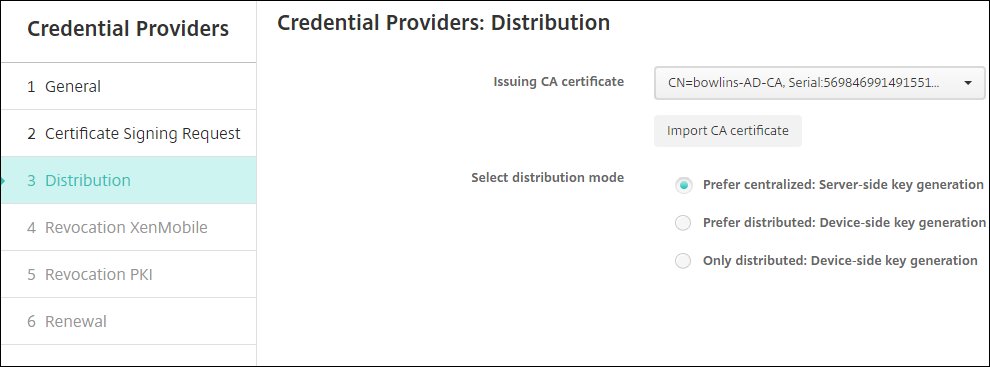 Credential Providers
1 General
2 Certificate Signing Request
3 Distribution
4 Revocation XenMobile
5 Revocation PKI
6 Renewal
Credential Providers: Distribution
Issuing CA certificate
CN=bowlins-AD-CA, Serial:569846991491551...
Import CA certificate
Select distribution mode
Prefer centralized: Server-side key generation
Prefer distributed: Device-side key generation
Only distributed: Device-side key generation